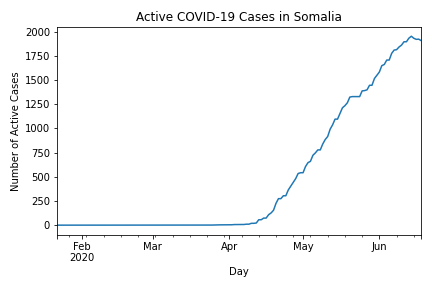 Active COVID-19 Cases in Somalia
Number of Active Cases
2000
1750
1500
1250
1000
750
500
250
0
Feb Mar Apr May Jun
2020
Day